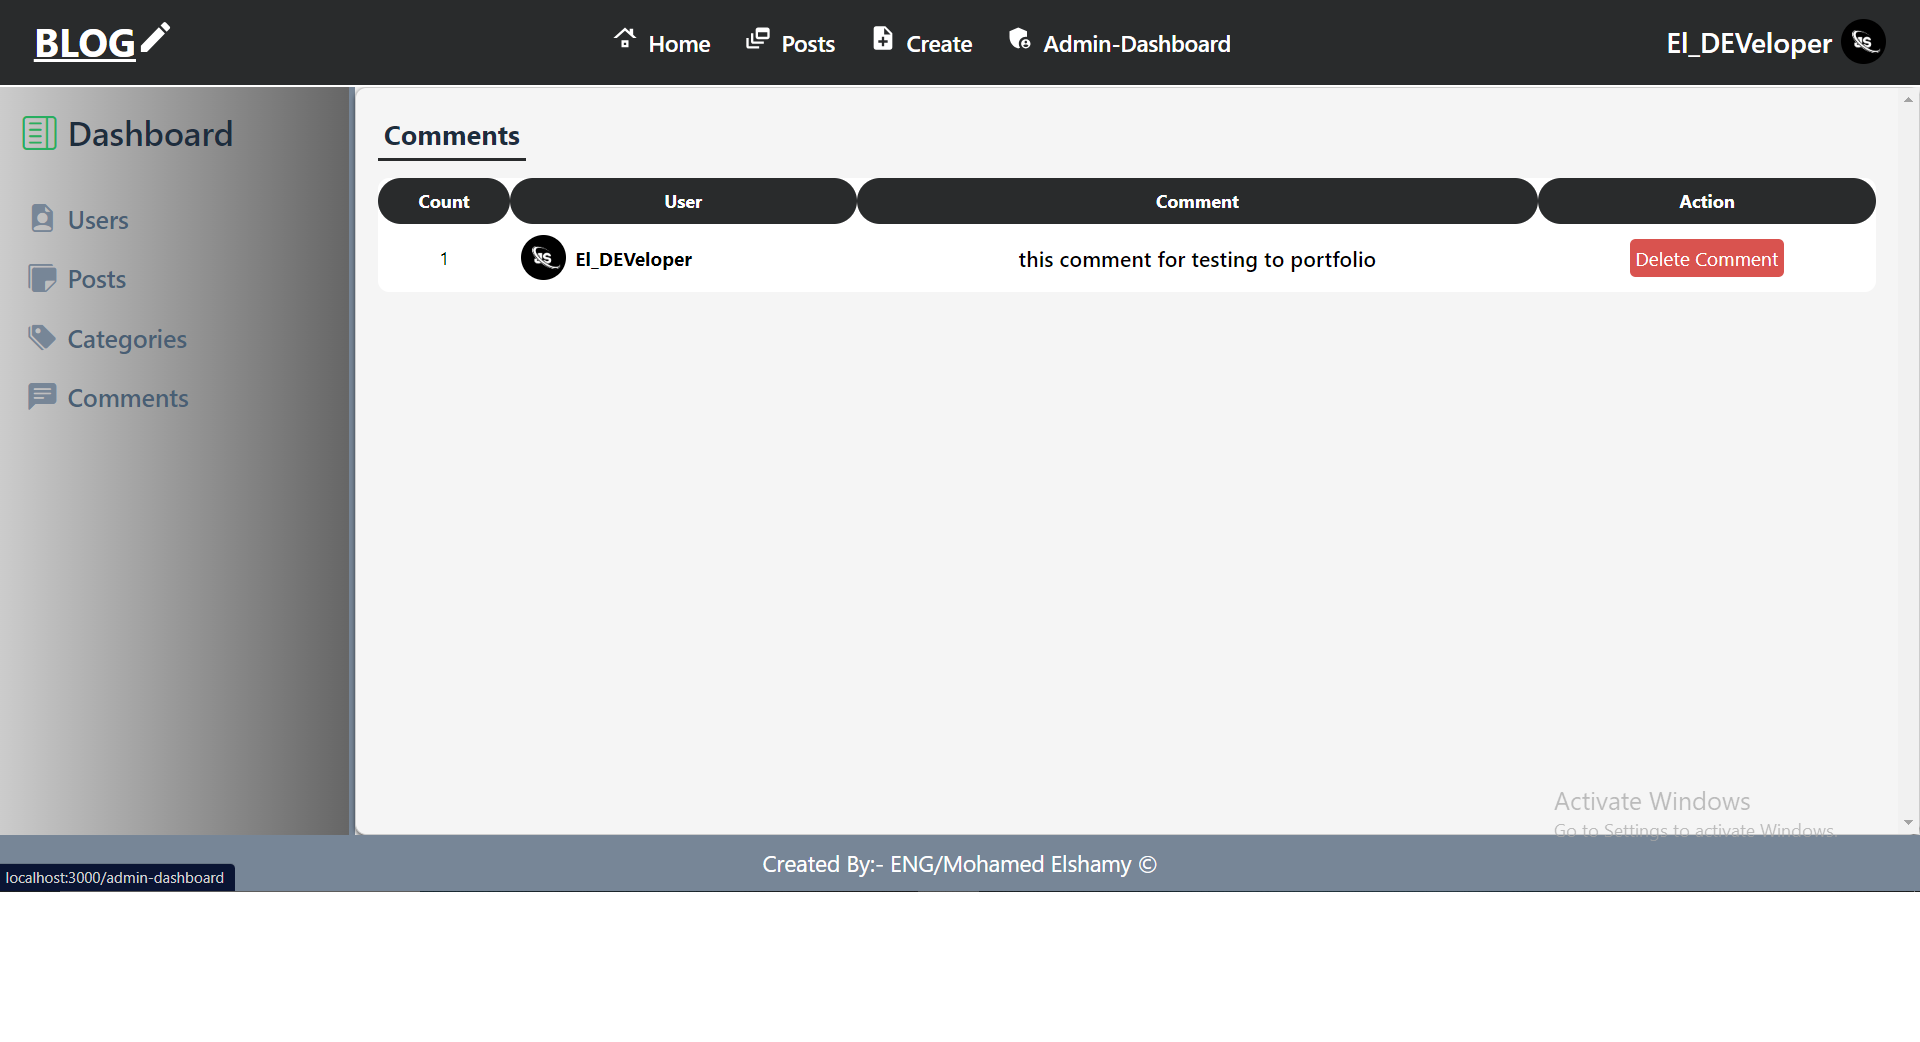 BLOG
Home
Posts
Create
Admin-Dashboard
El_DEVeloper
Dashboard
Users
Posts
Categories
Comments
Comments
Count
User
Comment
Action
1
El_DEVeloper
this comment for testing to portfolio
Delete Comment
Activate Windows
Go to Settings to activate Windows.
Created By:- ENG/Mohamed Elshamy ©
localhost:3000/admin-dashboard